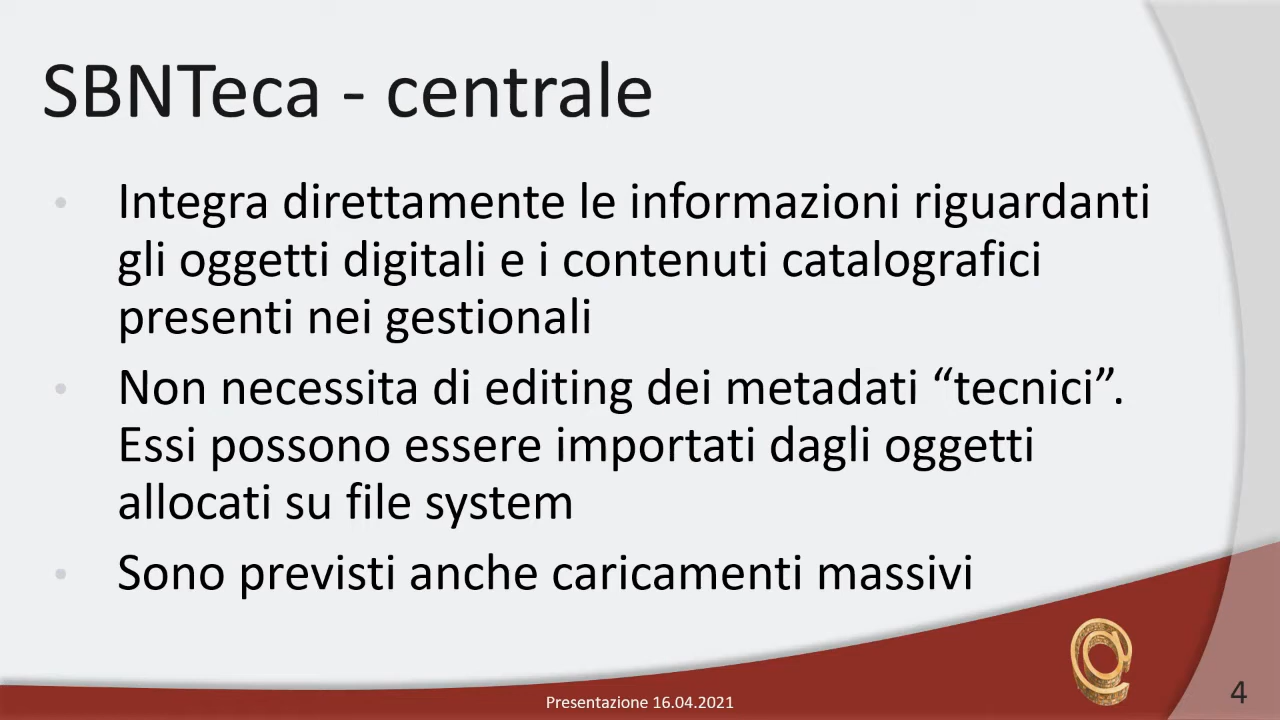 SBNTeca - centrale
• Integra direttamente le informazioni riguardanti
gli oggetti digitali e i contenuti catalografici
presenti nei gestionali
• Non necessita di editing dei metadati “tecnici”.
Essi possono essere importati dagli oggetti
allocati su file system
• Sono previsti anche caricamenti massivi
@
Presentazione 16.04.2021
4